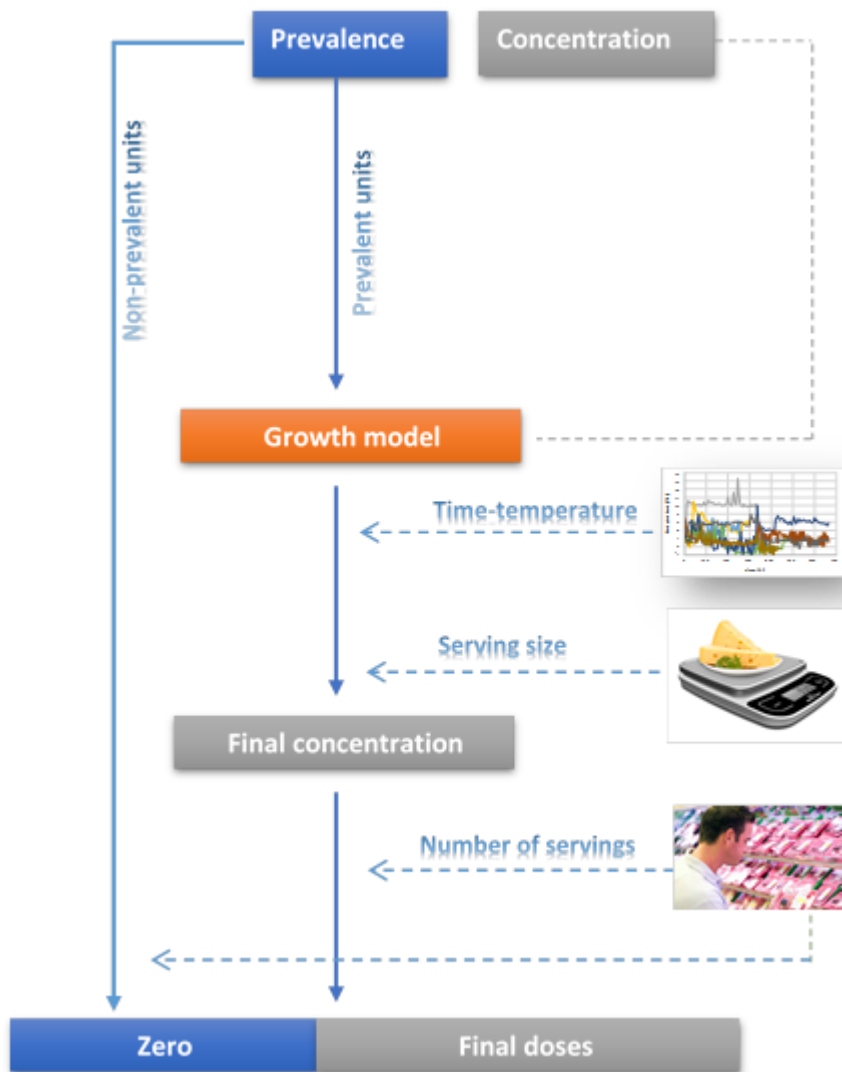 Prevalence
Concentration
Non-prevalent units
Prevalent units
Growth model
Time-temperature
Serving size
Final concentration
Number of servings
Zero
Final doses